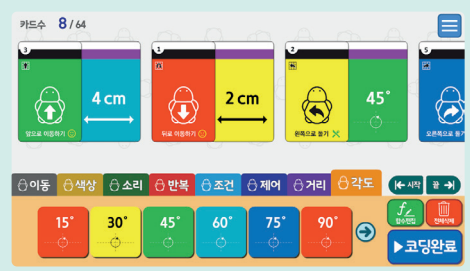 카드수 8 / 64
3
앞으로 이동하기
4 cm
1
뒤로 이동하기
2 cm
2
왼쪽으로 돌기
45°
5
오른쪽으로 돌기
이동 색상 소리 반복 조건 제어 거리 각도
시작 끝
15° 30° 45° 60° 75° 90°
함수편집 전체삭제
코딩완료